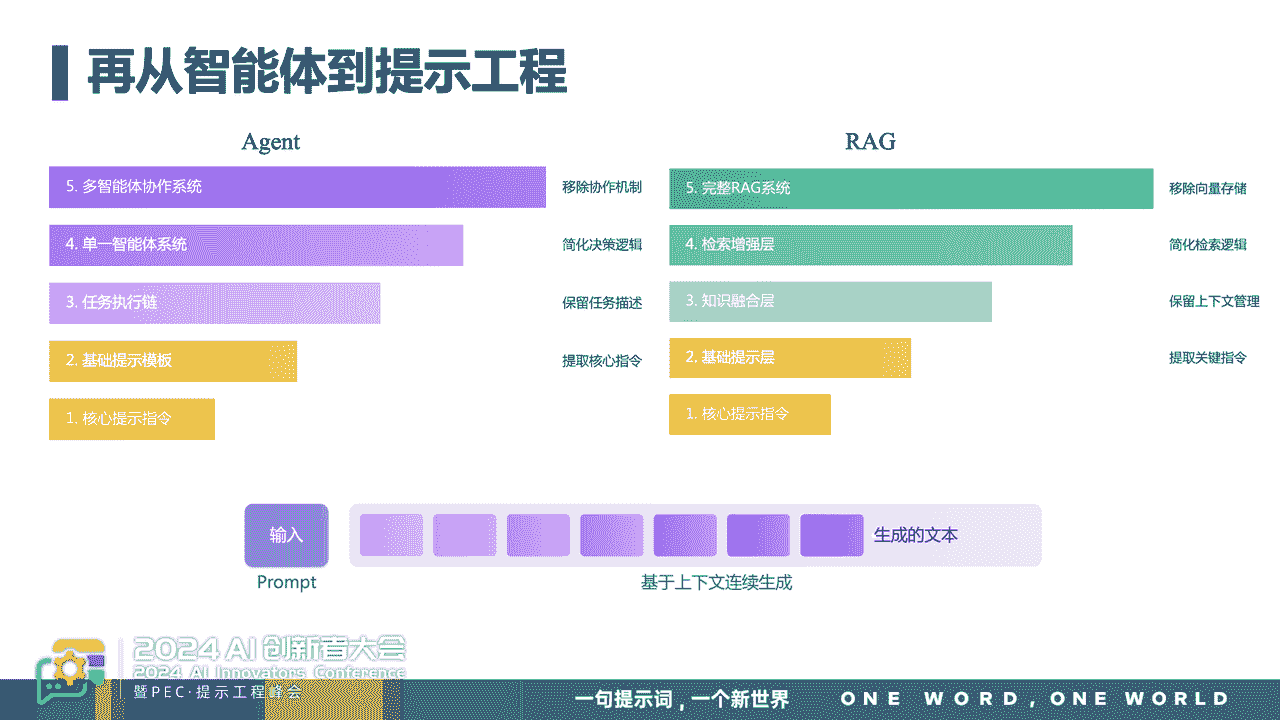 再从智能体到提示工程
Agent
5. 多智能体协作系统
移除协作机制
4. 单一智能体系统
简化决策逻辑
3. 任务执行链
保留任务描述
2. 基础提示模板
提取核心指令
1. 核心提示指令
RAG
5. 完整RAG系统
移除向量存储
4. 检索增强层
简化检索逻辑
3. 知识融合层
保留上下文管理
2. 基础提示层
提取关键指令
1. 核心提示指令
输入
生成的文本
Prompt
基于上下文连续生成
2024 AI 创新者大会
2024 AI Innovators Conference
暨PEC·提示工程峰会
一句提示词，一个新世界
ONE WORD, ONE WORLD